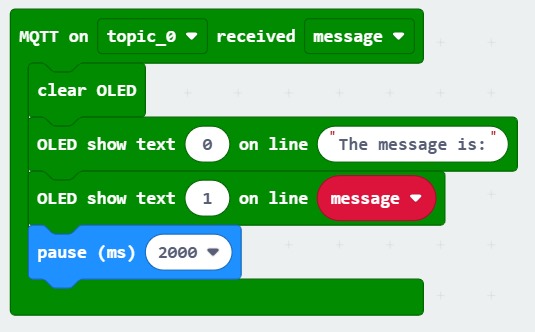 MQTT on topic_0 received message
clear OLED
OLED show text 0 on line "The message is:"
OLED show text 1 on line message
pause (ms) 2000